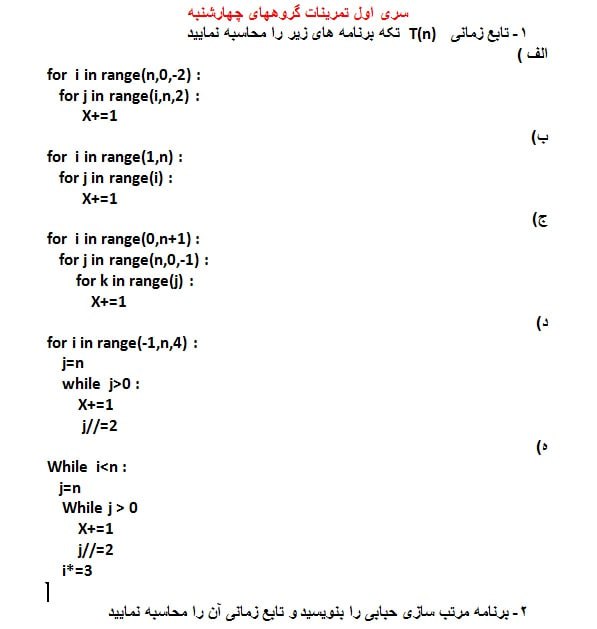 سری اول تمرینات گروههای چهارشنبه
۱- تابع زمانی T(n) تکه برنامه های زیر را محاسبه نمایید
الف )
for i in range(n,0,-2) :
for j in range(i,n,2) :
X+=1
ب)
for i in range(1,n) :
for j in range(i) :
X+=1
ج)
for i in range(0,n+1) :
for j in range(n,0,-1) :
for k in range(j) :
X+=1
د)
for i in range(-1,n,4) :
j=n
while j>0 :
X+=1
j//=2
ه)
While i<n :
j=n
While j > 0
X+=1
j//=2
i*=3
۲- برنامه مرتب سازی حبابی را بنویسید و تابع زمانی آن را محاسبه نمایید